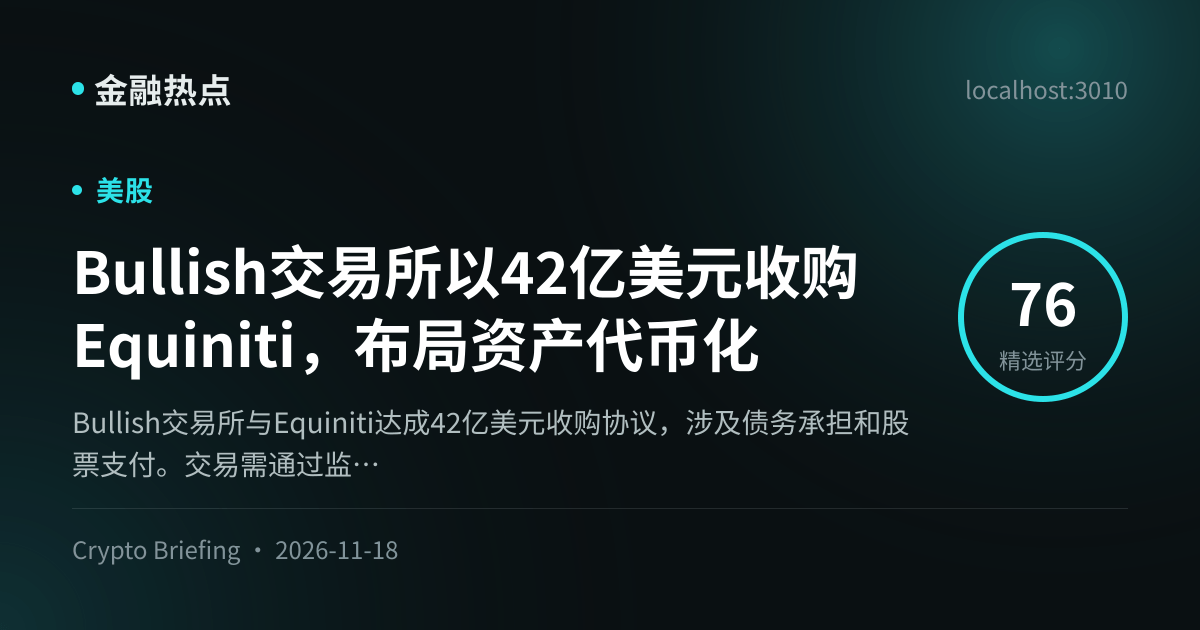 金融热点
localhost:3010
美股
Bullish交易所以42亿美元收购
Equiniti，布局资产代币化
76
精选评分
Bullish交易所与Equiniti达成42亿美元收购协议，涉及债务承担和股
票支付。交易需通过监…
Crypto Briefing · 2026-11-18